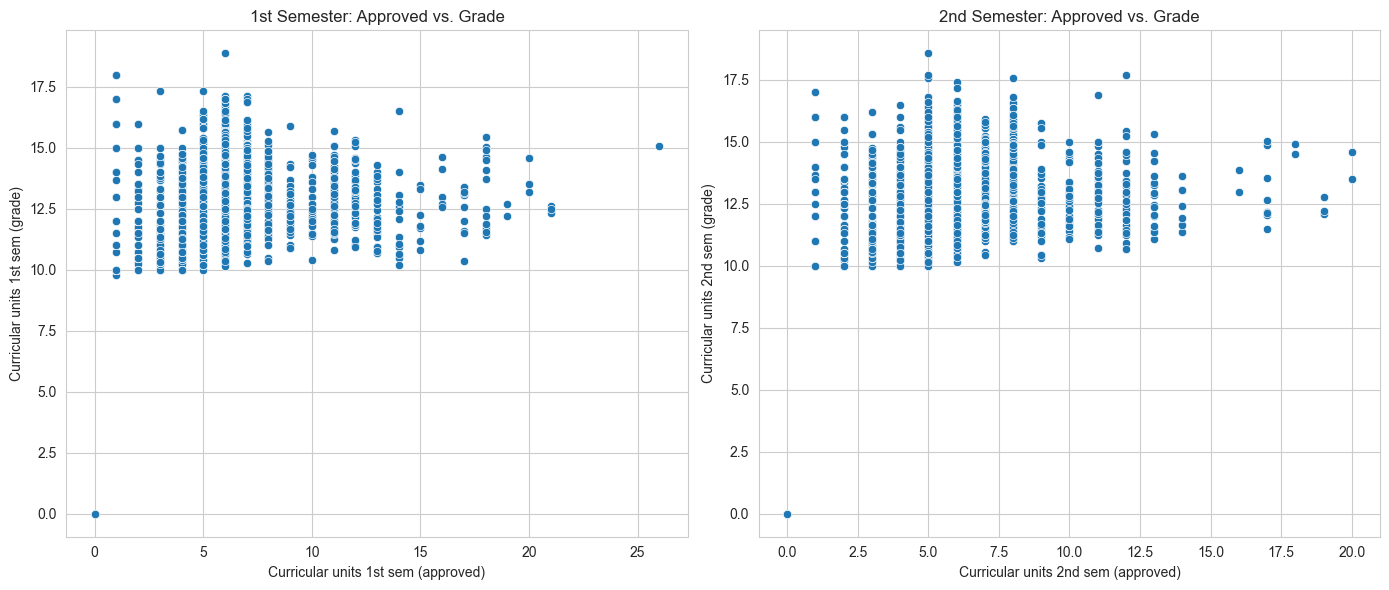 1st Semester: Approved vs. Grade
17.5
15.0
12.5
10.0
7.5
5.0
2.5
0.0
Curricular units 1st sem (grade)
0 5 10 15 20 25
Curricular units 1st sem (approved)
2nd Semester: Approved vs. Grade
17.5
15.0
12.5
10.0
7.5
5.0
2.5
0.0
Curricular units 2nd sem (grade)
0.0 2.5 5.0 7.5 10.0 12.5 15.0 17.5 20.0
Curricular units 2nd sem (approved)